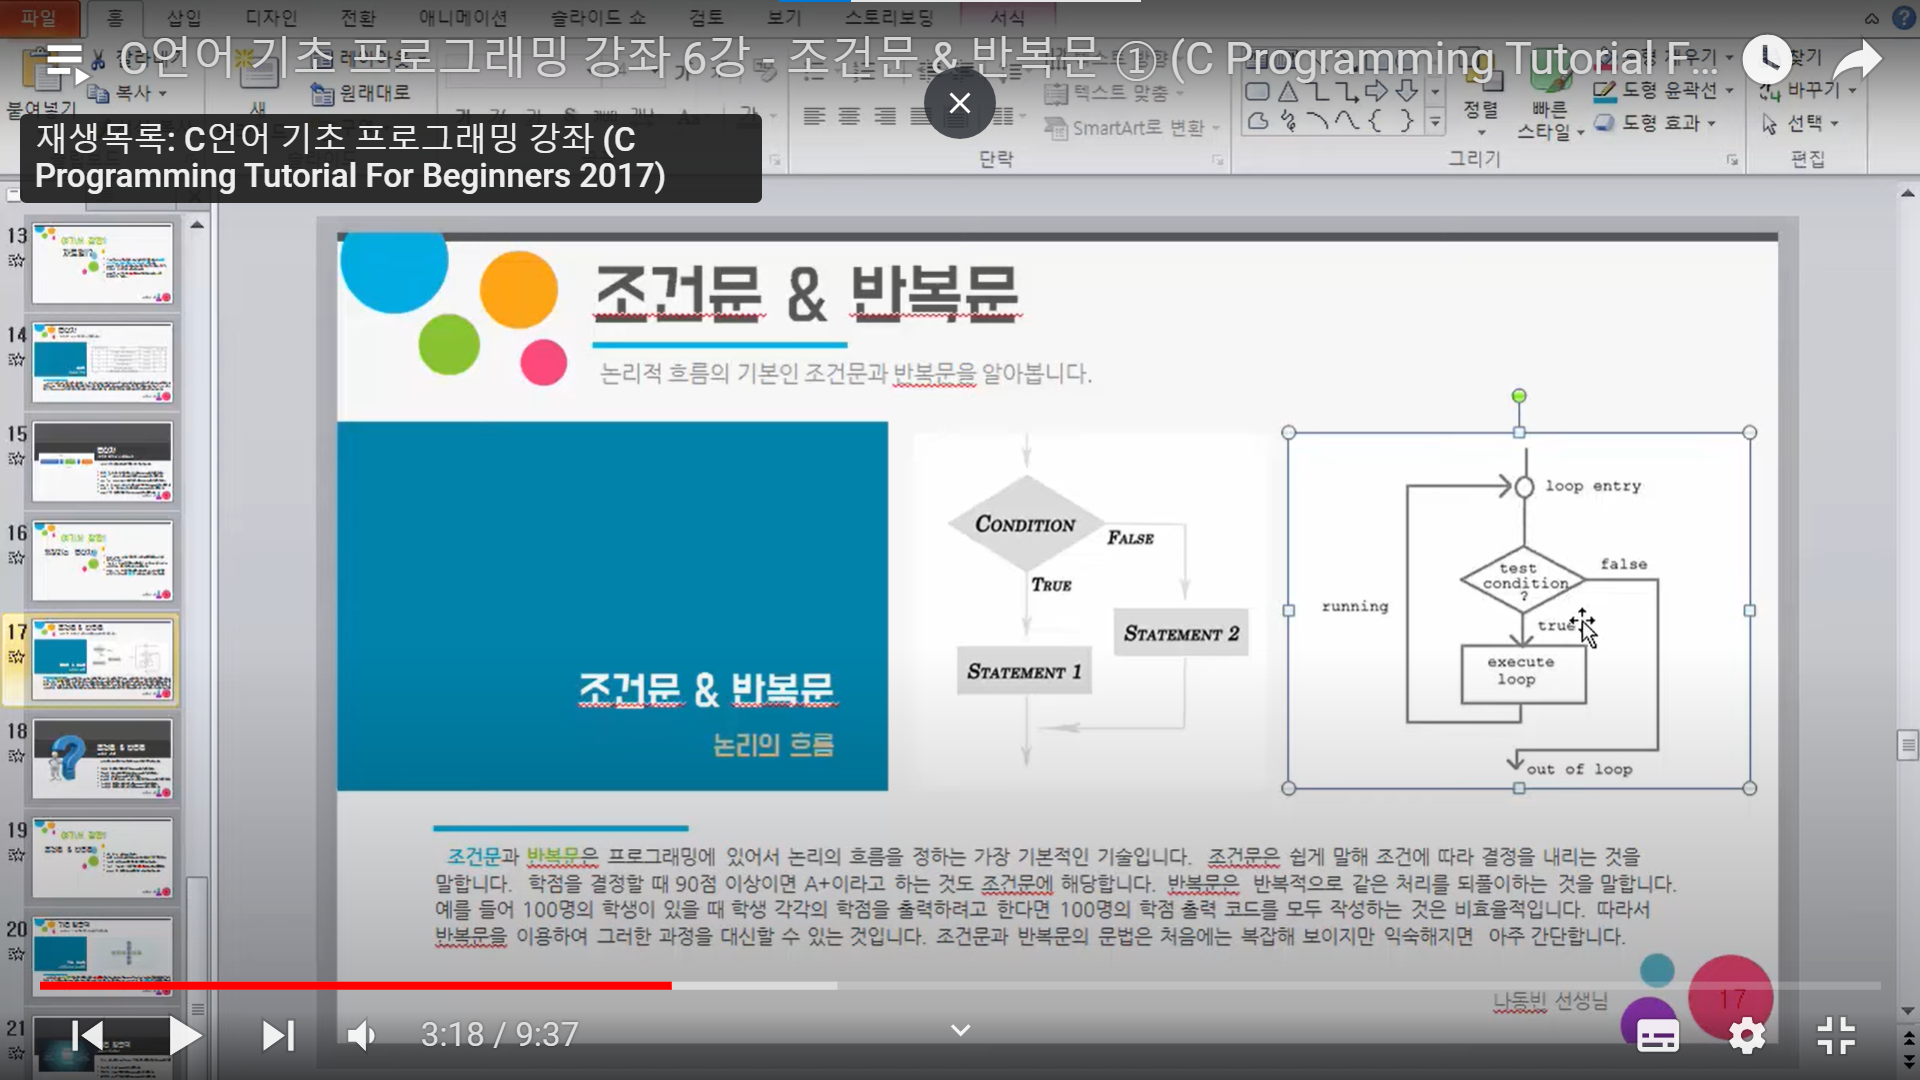 파일 홈 삽입 디자인 전환 애니메이션 슬라이드 쇼 검토 보기 스토리보딩 서식
C언어 기초 프로그래밍 강좌 6강 - 조건문 & 반복문 ① (C Programming Tutorial F...
붙여넣기
복사
새
원래대로
텍스트 맞춤
SmartArt로 변환
단락
정렬
빠른
스타일
도형 윤곽선
도형 효과
그리기
찾기
바꾸기
선택
편집
재생목록: C언어 기초 프로그래밍 강좌 (C
Programming Tutorial For Beginners 2017)
13
14
15
16
17
18
19
20
21
조건문 & 반복문
논리적 흐름의 기본인 조건문과 반복문을 알아봅니다.
조건문 & 반복문
논리의 흐름
CONDITION
FALSE
TRUE
STATEMENT 2
STATEMENT 1
loop entry
test
condition
?
false
running
true
execute
loop
out of loop
조건문과 반복문은 프로그래밍에 있어서 논리의 흐름을 정하는 가장 기본적인 기술입니다. 조건문은 쉽게 말해 조건에 따라 결정을 내리는 것을
말합니다. 학점을 결정할 때 90점 이상이면 A+이라고 하는 것도 조건문에 해당합니다. 반복문은 반복적으로 같은 처리를 되풀이하는 것을 말합니다.
예를 들어 100명의 학생이 있을 때 학생 각각의 학점을 출력하려고 한다면 100명의 학점 출력 코드를 모두 작성하는 것은 비효율적입니다. 따라서
반복문을 이용하여 그러한 과정을 대신할 수 있는 것입니다. 조건문과 반복문의 문법은 처음에는 복잡해 보이지만 익숙해지면 아주 간단합니다.
나동빈 선생님
17
3:18 / 9:37